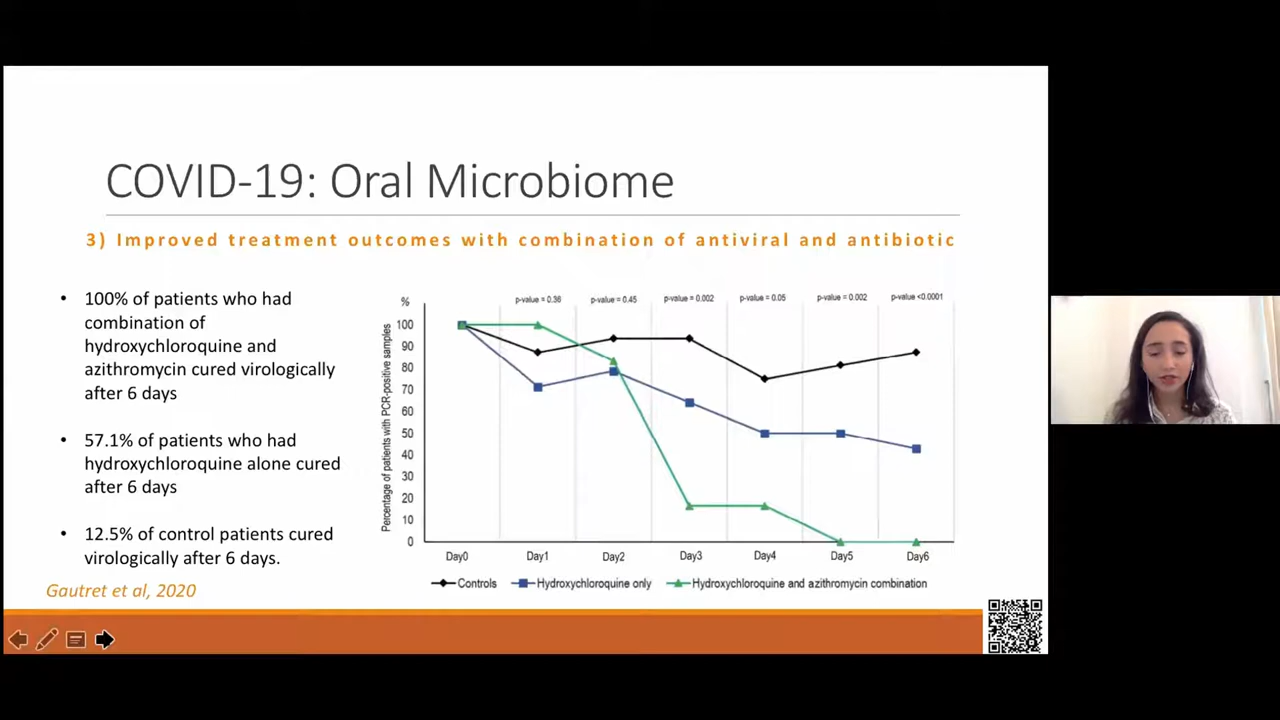 COVID-19: Oral Microbiome
3) Improved treatment outcomes with combination of antiviral and antibiotic
• 100% of patients who had
combination of
hydroxychloroquine and
azithromycin cured virologically
after 6 days
• 57.1% of patients who had
hydroxychloroquine alone cured
after 6 days
• 12.5% of control patients cured
virologically after 6 days.
Gautret et al, 2020
%
p-value = 0.36 p-value = 0.45 p-value = 0.002 p-value = 0.05 p-value = 0.002 p-value <0.0001
Percentage of patients with PCR-positive samples
100
90
80
70
60
50
40
30
20
10
0
Day0 Day1 Day2 Day3 Day4 Day5 Day6
Controls Hydroxychloroquine only Hydroxychloroquine and azithromycin combination